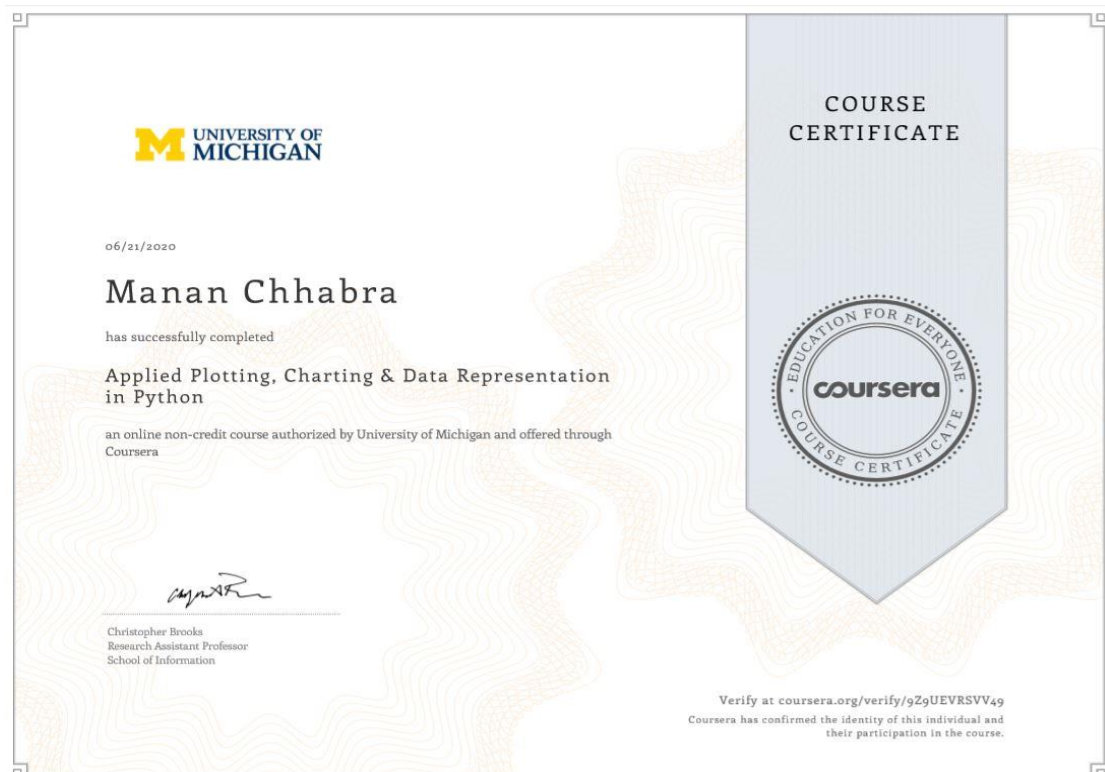 UNIVERSITY OF
MICHIGAN
06/21/2020
Manan Chhabra
has successfully completed
Applied Plotting, Charting & Data Representation
in Python
an online non-credit course authorized by University of Michigan and offered through
Coursera
Christopher Brooks
Research Assistant Professor
School of Information
COURSE
CERTIFICATE
EDUCATION FOR EVERYONE
coursera
COURSE CERTIFICATE
Verify at coursera.org/verify/9Z9UEVRSVV49
Coursera has confirmed the identity of this individual and
their participation in the course.